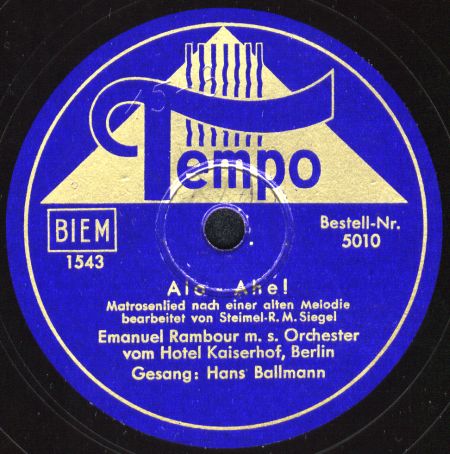 Tempo
BIEM
1543
Bestell-Nr.
5010
Ahe!
Matrosenlied nach einer alten Melodie
bearbeitet von Steimel-R. M. Siegel
Emanuel Rambour m. s. Orchester
vom Hotel Kaiserhof, Berlin
Gesang: Hans Ballmann